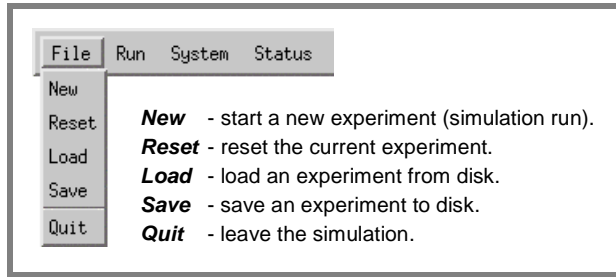 File Run System Status
New
Reset
Load
Save
Quit
New - start a new experiment (simulation run).
Reset - reset the current experiment.
Load - load an experiment from disk.
Save - save an experiment to disk.
Quit - leave the simulation.